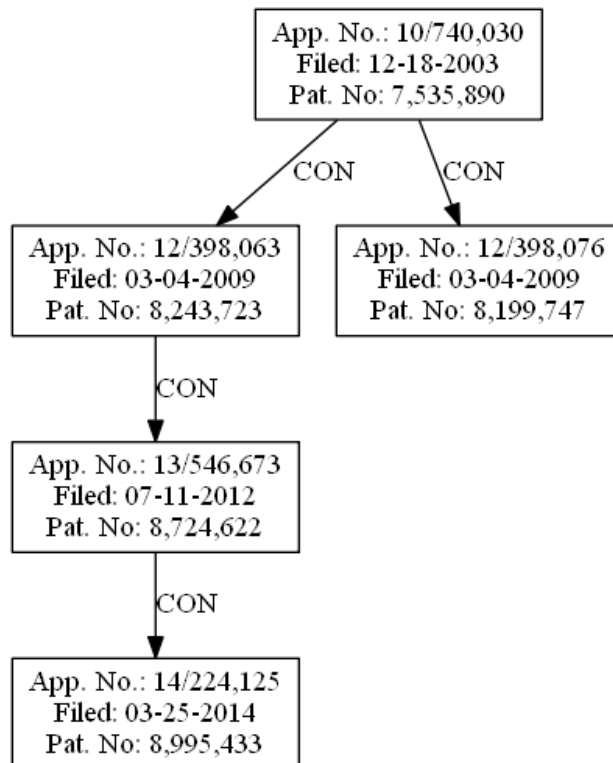 App. No.: 10/740,030
Filed: 12-18-2003
Pat. No: 7,535,890
CON
CON
App. No.: 12/398,063
Filed: 03-04-2009
Pat. No: 8,243,723
App. No.: 12/398,076
Filed: 03-04-2009
Pat. No: 8,199,747
CON
App. No.: 13/546,673
Filed: 07-11-2012
Pat. No: 8,724,622
CON
App. No.: 14/224,125
Filed: 03-25-2014
Pat. No: 8,995,433